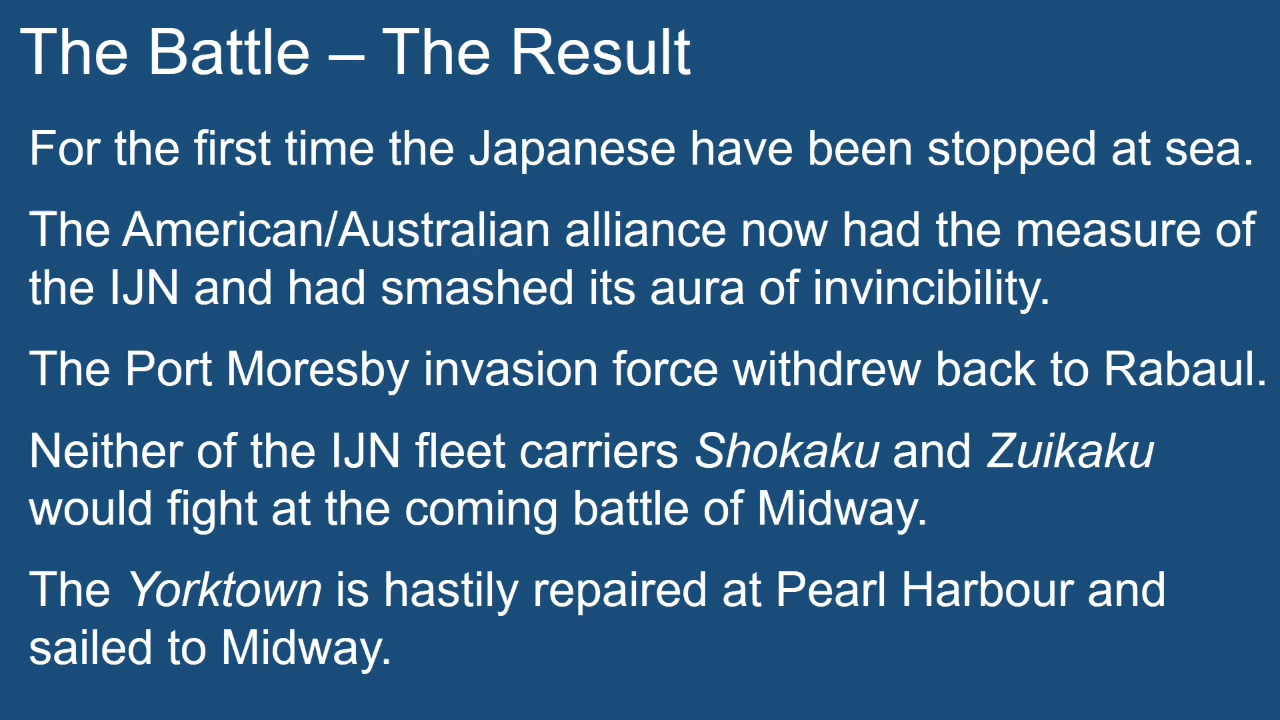 The Battle – The Result
For the first time the Japanese have been stopped at sea.
The American/Australian alliance now had the measure of
the IJN and had smashed its aura of invincibility.
The Port Moresby invasion force withdrew back to Rabaul.
Neither of the IJN fleet carriers Shokaku and Zuikaku
would fight at the coming battle of Midway.
The Yorktown is hastily repaired at Pearl Harbour and
sailed to Midway.